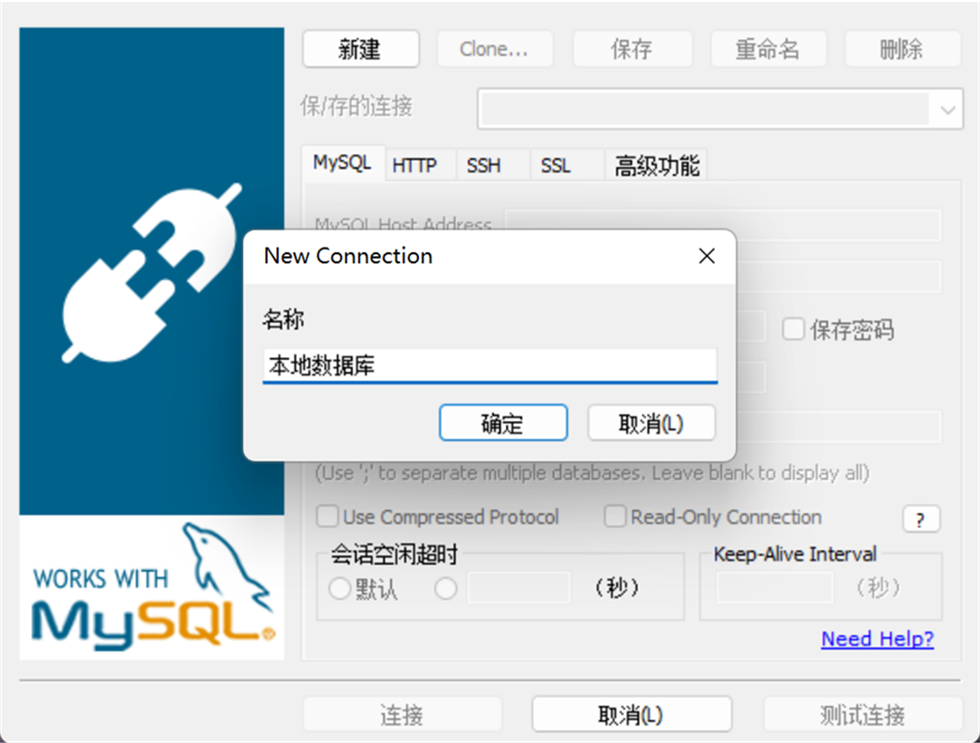 新建
Clone...
保存
重命名
删除
保/存的连接
MySQL
HTTP
SSH
SSL
高级功能
MySQL Host Address
New Connection
名称
本地数据库
确定
取消(L)
保存密码
(Use ';' to separate multiple databases. Leave blank to display all)
Use Compressed Protocol
Read-Only Connection
?
会话空闲超时
默认
(秒)
Keep-Alive Interval
(秒)
Need Help?
WORKS WITH
MySQL®
连接
取消(L)
测试连接